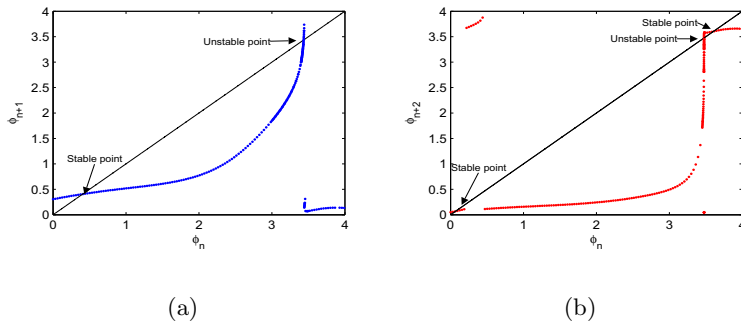 4
3.5
3
2.5
2
1.5
1
0.5
0
0 1 2 3 4
ϕn+1
ϕn
Unstable point
Stable point
(a)
4
3.5
3
2.5
2
1.5
1
0.5
0
0 1 2 3 4
ϕn+2
ϕn
Stable point
Unstable point
Stable point
(b)